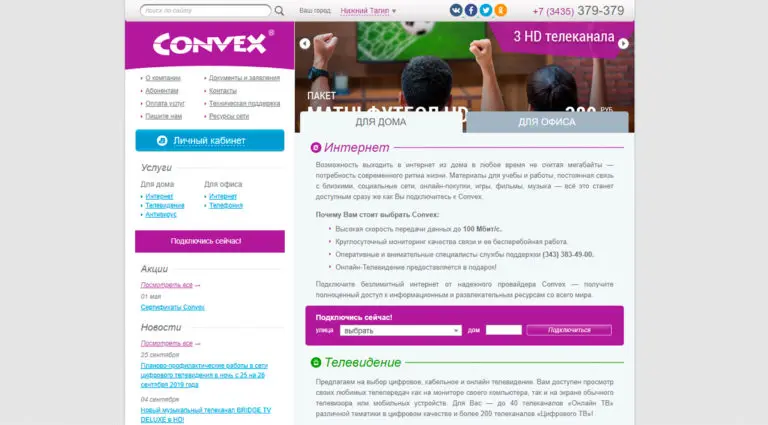 поиск по сайту
Ваш город: Нижний Тагил
+7 (3435) 379-379
CONVEX®
О компании
Абонентам
Оплата услуг
Пишите нам
Документы и заявления
Контакты
Техническая поддержка
Ресурсы сети
Личный кабинет
Услуги
Для дома
Интернет
Телевидение
Антивирус
Для офиса
Интернет
Телефония
Подключись сейчас!
Акции
Посмотреть все →
01 мая
Сертификаты Convex
Новости
Посмотреть все →
25 сентября
Планово-профилактические работы в сети
цифрового телевидения в ночь с 25 на
26 сентября 2019 года
04 сентября
Новый музыкальный телеканал BRIDGE TV
DELUXE в HD!
3 HD телеканала
ПАКЕТ
МАТЧ! ФУТБОЛ HD
РУБ
ДЛЯ ДОМА
ДЛЯ ОФИСА
Интернет
Возможность выходить в интернет из дома в любое время не считая мегабайты —
потребность современного ритма жизни. Материалы для учебы и работы, постоянная связь
с близкими, социальные сети, онлайн-покупки, игры, фильмы, музыка — всё это станет
доступным сразу же как Вы подключитесь к Convex.
Почему Вам стоит выбрать Convex:
Высокая скорость передачи данных до 100 Мбит/с.
Круглосуточный мониторинг качества связи и ее бесперебойная работа.
Оперативные и внимательные специалисты службы поддержки (343) 383-49-00.
Онлайн-Телевидение предоставляется в подарок!
Подключите безлимитный интернет от надежного провайдера Convex — получите
полноценный доступ к информационным и развлекательным ресурсам со всего мира.
Подключись сейчас!
улица выбрать дом Подключиться
Телевидение
Предлагаем на выбор цифровое, кабельное и онлайн телевидение. Вам доступен просмотр
своих любимых телепередач как на мониторе своего компьютера, так и на экране обычного
телевизора или мобильных устройств. Для Вас — до 40 телеканалов «Онлайн ТВ»
различной тематики в цифровом качестве и более 200 телеканалов «Цифрового ТВ»!